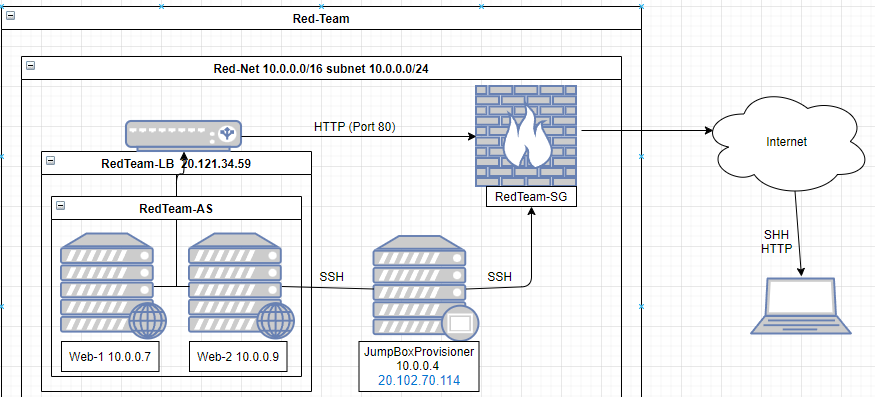 Red-Team
Red-Net 10.0.0.0/16 subnet 10.0.0.0/24
HTTP (Port 80)
Internet
RedTeam-LB 20.121.34.59
RedTeam-SG
RedTeam-AS
SHH
HTTP
SSH
SSH
Web-1 10.0.0.7
Web-2 10.0.0.9
JumpBoxProvisioner
10.0.0.4
20.102.70.114